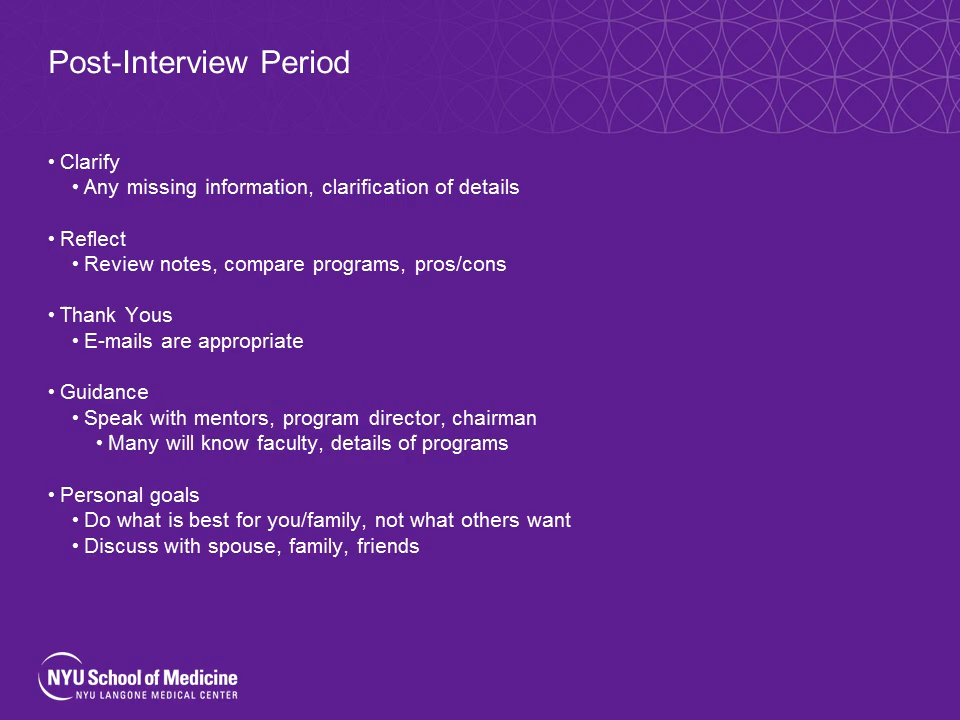 Post-Interview Period
• Clarify
• Any missing information, clarification of details
• Reflect
• Review notes, compare programs, pros/cons
• Thank Yous
• E-mails are appropriate
• Guidance
• Speak with mentors, program director, chairman
• Many will know faculty, details of programs
• Personal goals
• Do what is best for you/family, not what others want
• Discuss with spouse, family, friends
NYU School of Medicine
NYU LANGONE MEDICAL CENTER